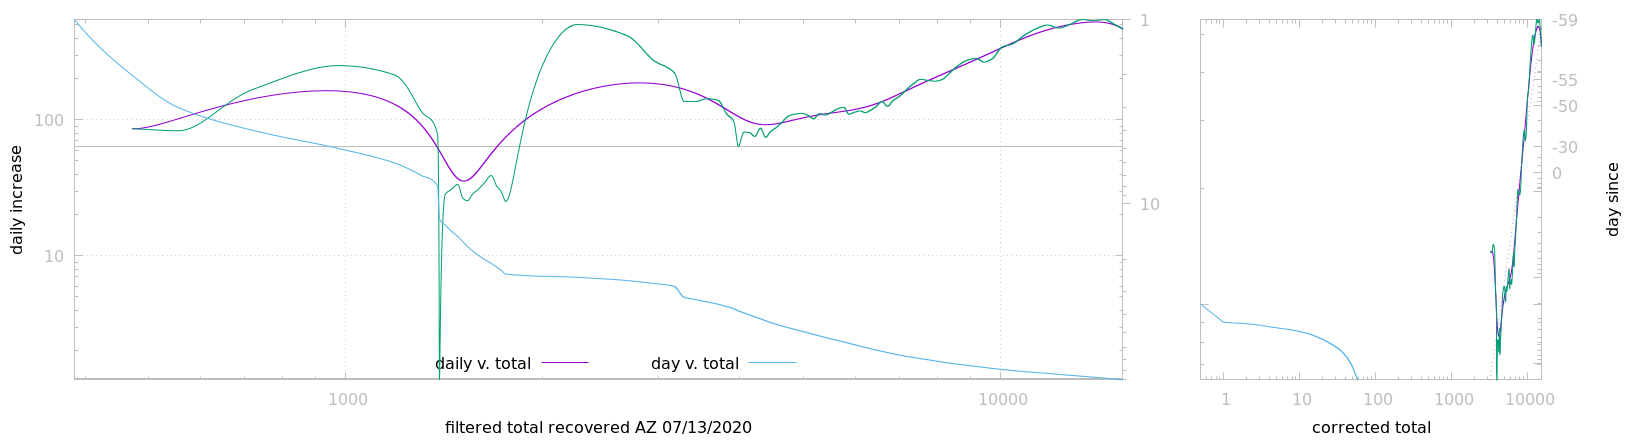 daily increase
100
10
1000
10000
1
10
daily v. total
day v. total
filtered total recovered AZ 07/13/2020
1
10
100
1000
10000
corrected total
-59
-55
-50
-30
0
day since